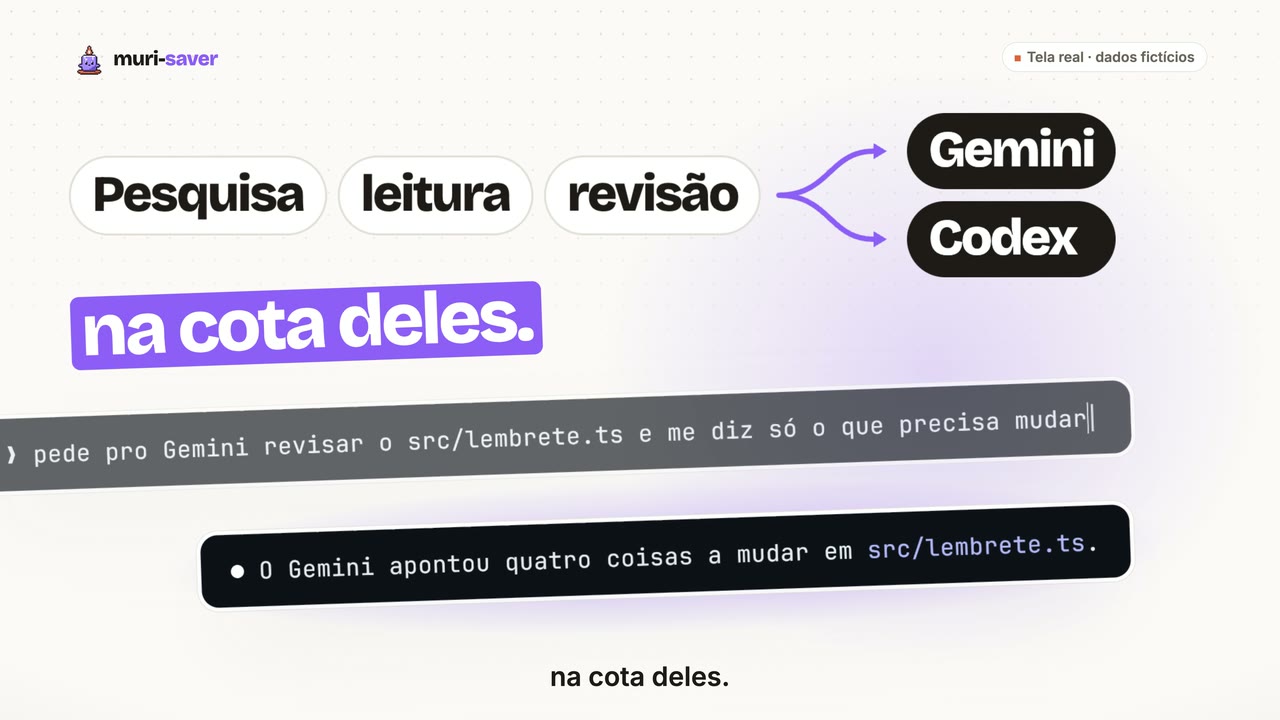 muri-saver
Tela real · dados fictícios
Pesquisa leitura revisão
Gemini
Codex
na cota deles.
❯ pede pro Gemini revisar o src/lembrete.ts e me diz só o que precisa mudar
● O Gemini apontou quatro coisas a mudar em src/lembrete.ts.
na cota deles.